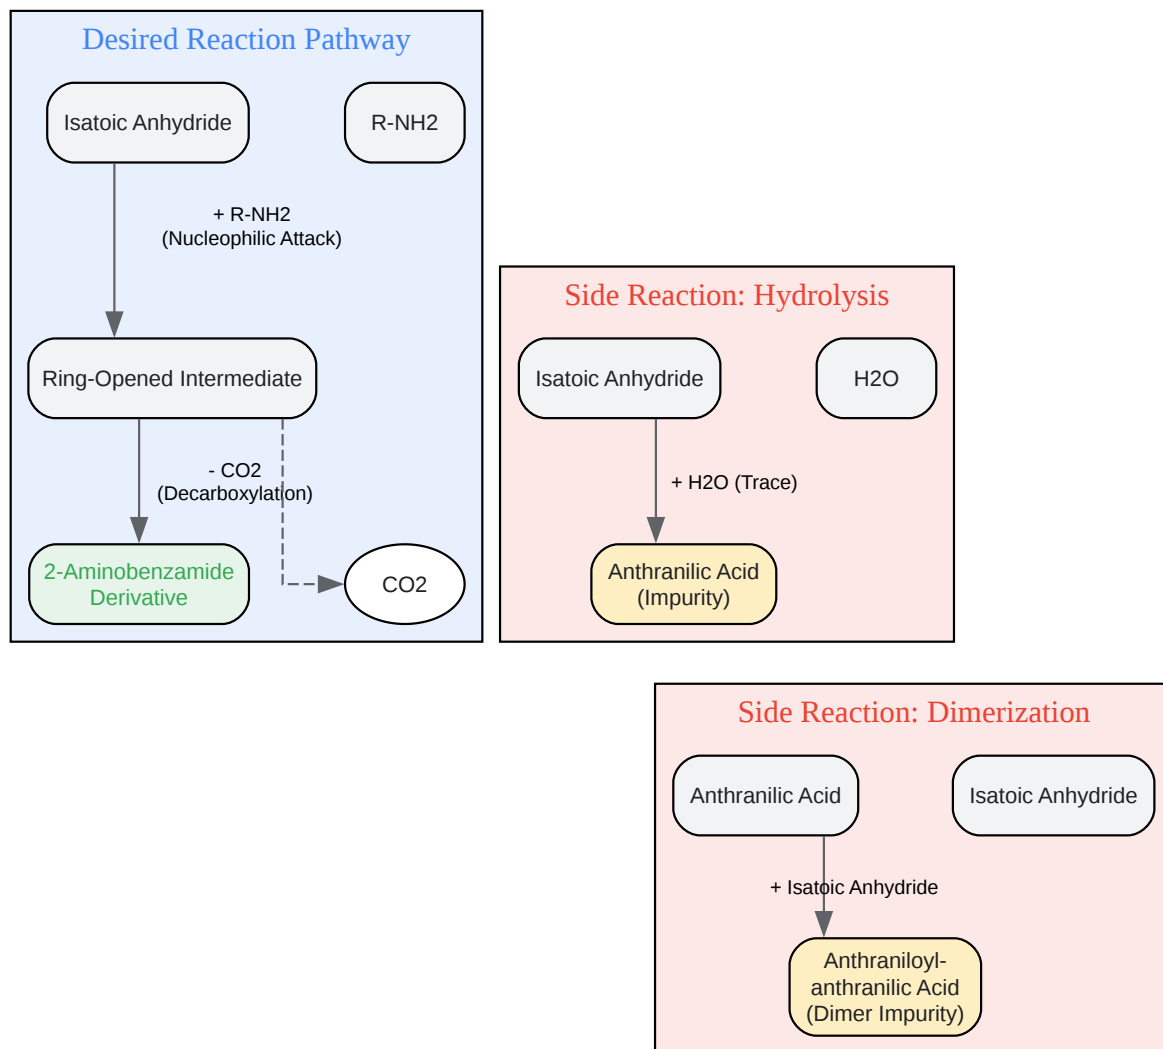 Desired Reaction Pathway
Isatoic Anhydride
R-NH2
+ R-NH2
(Nucleophilic Attack)
Ring-Opened Intermediate
- CO2
(Decarboxylation)
2-Aminobenzamide
Derivative
CO2
Side Reaction: Hydrolysis
Isatoic Anhydride
H2O
+ H2O (Trace)
Anthranilic Acid
(Impurity)
Side Reaction: Dimerization
Anthranilic Acid
Isatoic Anhydride
+ Isatoic Anhydride
Anthraniloyl-
anthranilic Acid
(Dimer Impurity)